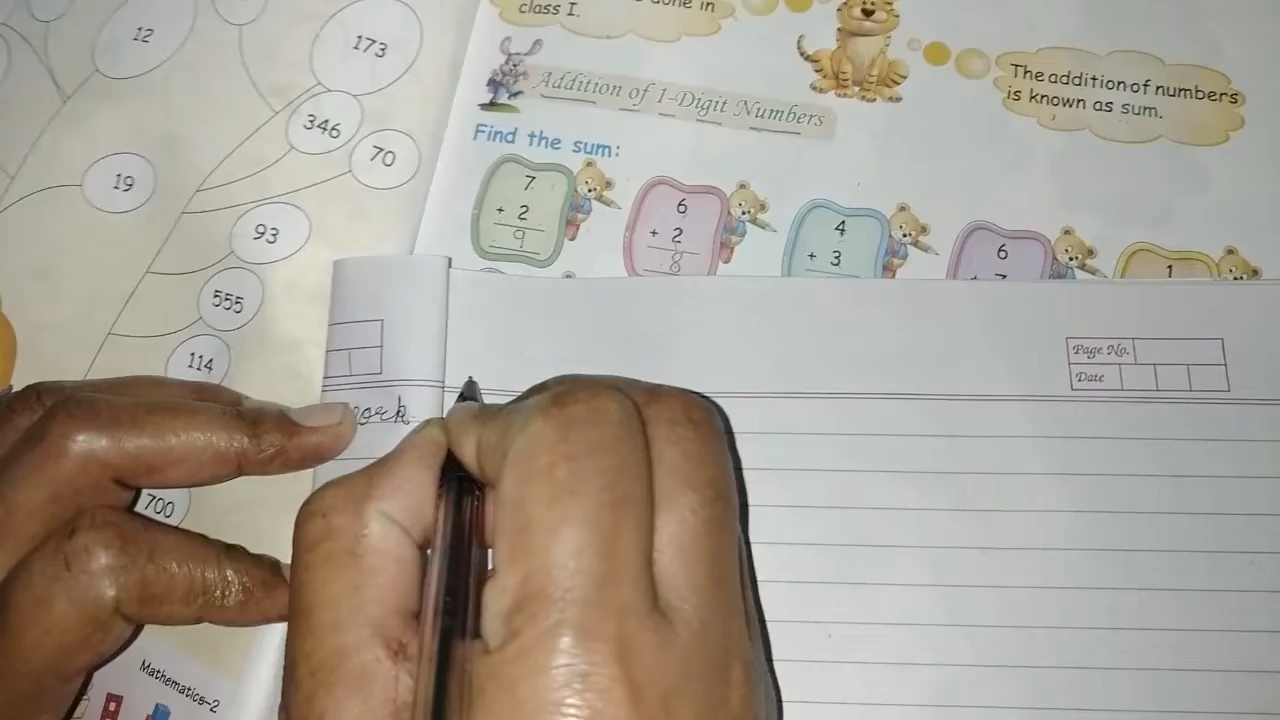 12
173
346
70
19
93
555
114
700
Mathematics-2
done in
class I.
The addition of numbers
is known as sum.
Addition of 1-Digit Numbers
Find the sum:
7
+ 2
9
6
+ 2
8
4
+ 3
6
1
Page No.
Date